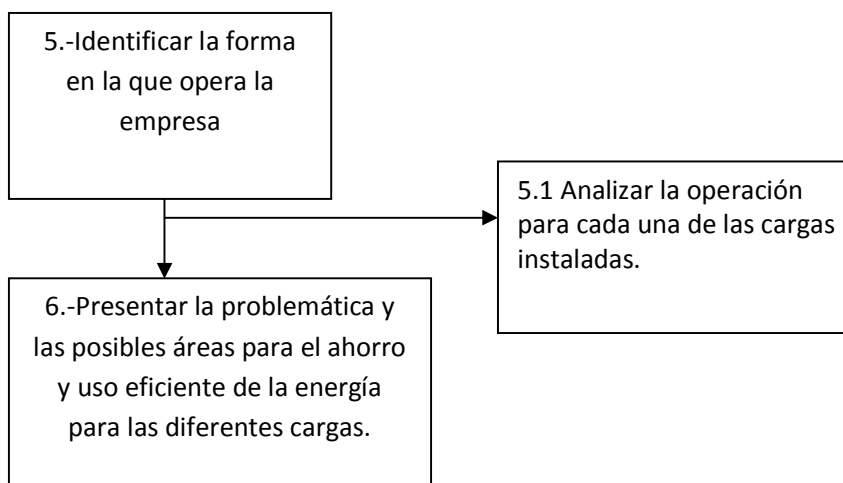 5.-Identificar la forma
en la que opera la
empresa
5.1 Analizar la operación
para cada una de las cargas
instaladas.
6.-Presentar la problemática y
las posibles áreas para el ahorro
y uso eficiente de la energía
para las diferentes cargas.